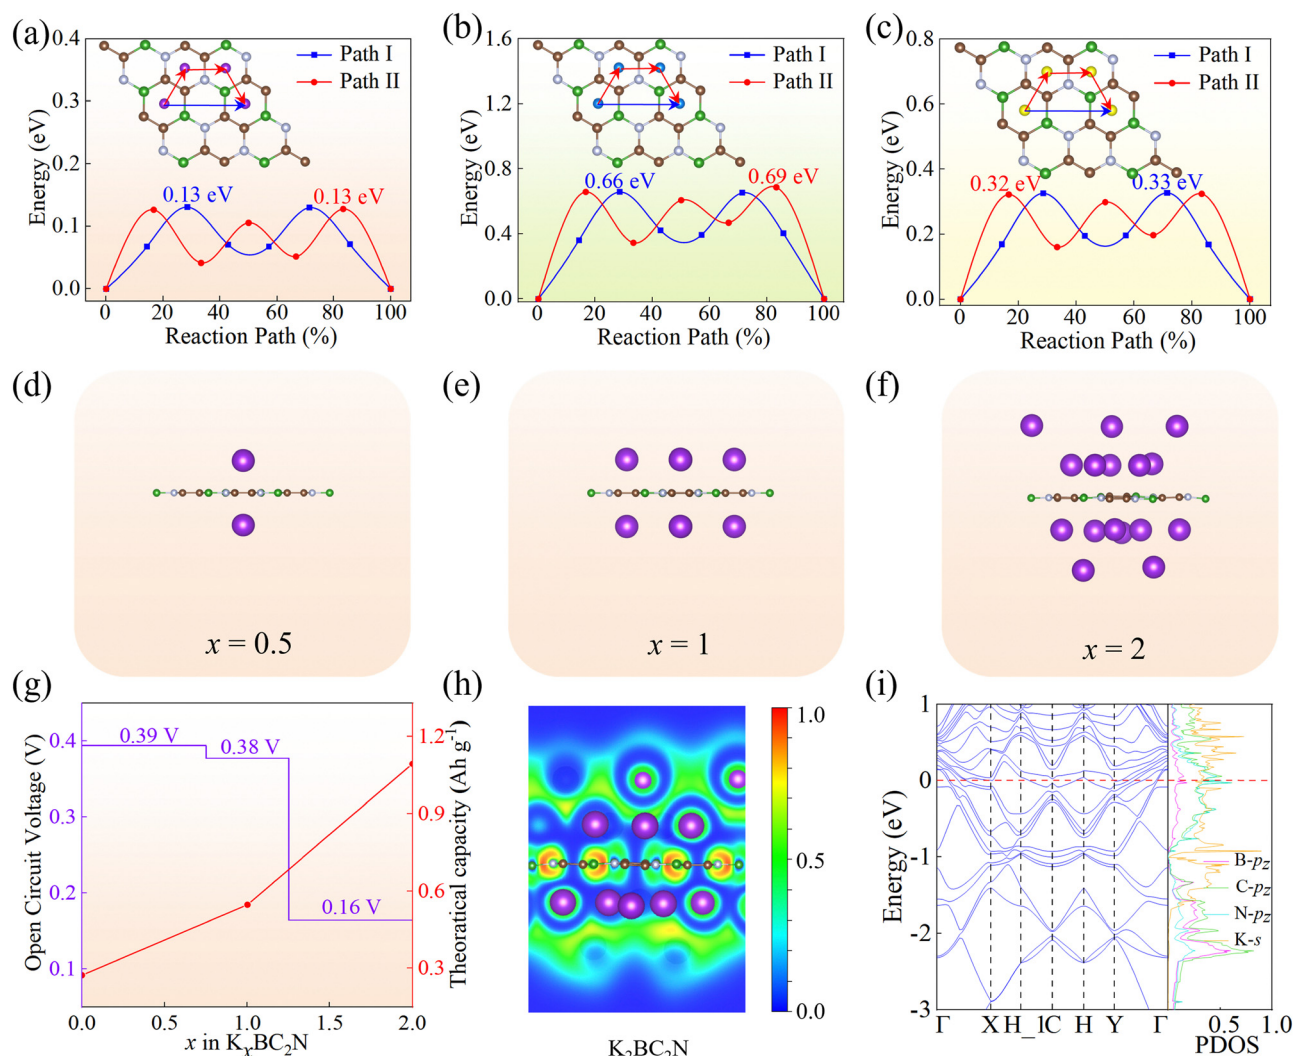 (a)
0.4
0.3
0.2
0.1
0.0
Energy (eV)
Path I
Path II
0.13 eV
0.13 eV
0 20 40 60 80 100
Reaction Path (%)
(b)
1.6
1.2
0.8
0.4
0.0
Energy (eV)
Path I
Path II
0.66 eV
0.69 eV
0 20 40 60 80 100
Reaction Path (%)
(c)
0.8
0.6
0.4
0.2
0.0
Energy (eV)
Path I
Path II
0.32 eV
0.33 eV
0 20 40 60 80 100
Reaction Path (%)
(d)
x = 0.5
(e)
x = 1
(f)
x = 2
(g)
0.4
0.3
0.2
0.1
Open Circuit Voltage (V)
0.39 V
0.38 V
0.16 V
1.2
0.9
0.6
0.3
Theoratical capacity (Ah g⁻¹)
0.0 0.5 1.0 1.5 2.0
x in KₓBC₂N
(h)
1.0
0.5
0.0
K₂BC₂N
(i)
1
0
-1
-2
-3
Energy (eV)
B-pz
C-pz
N-pz
K-s
Γ X H_1C H Y Γ
0.5 1.0
PDOS